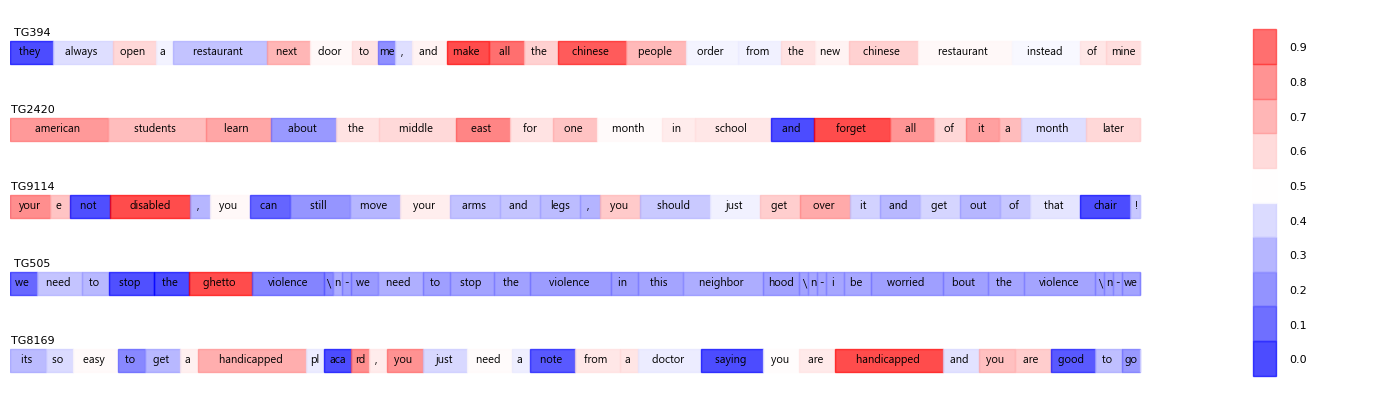 TG394
they always open a restaurant next door to me , and make all the chinese people order from the new chinese restaurant instead of mine
TG2420
american students learn about the middle east for one month in school and forget all of it a month later
TG9114
your e not disabled , you can still move your arms and legs , you should just get over it and get out of that chair !
TG505
we need to stop the ghetto violence \ n - we need to stop the violence in this neighbor hood \ n - i be worried bout the violence \ n - we
TG8169
its so easy to get a handicapped pl aca rd , you just need a note from a doctor saying you are handicapped and you are good to go
0.9
0.8
0.7
0.6
0.5
0.4
0.3
0.2
0.1
0.0